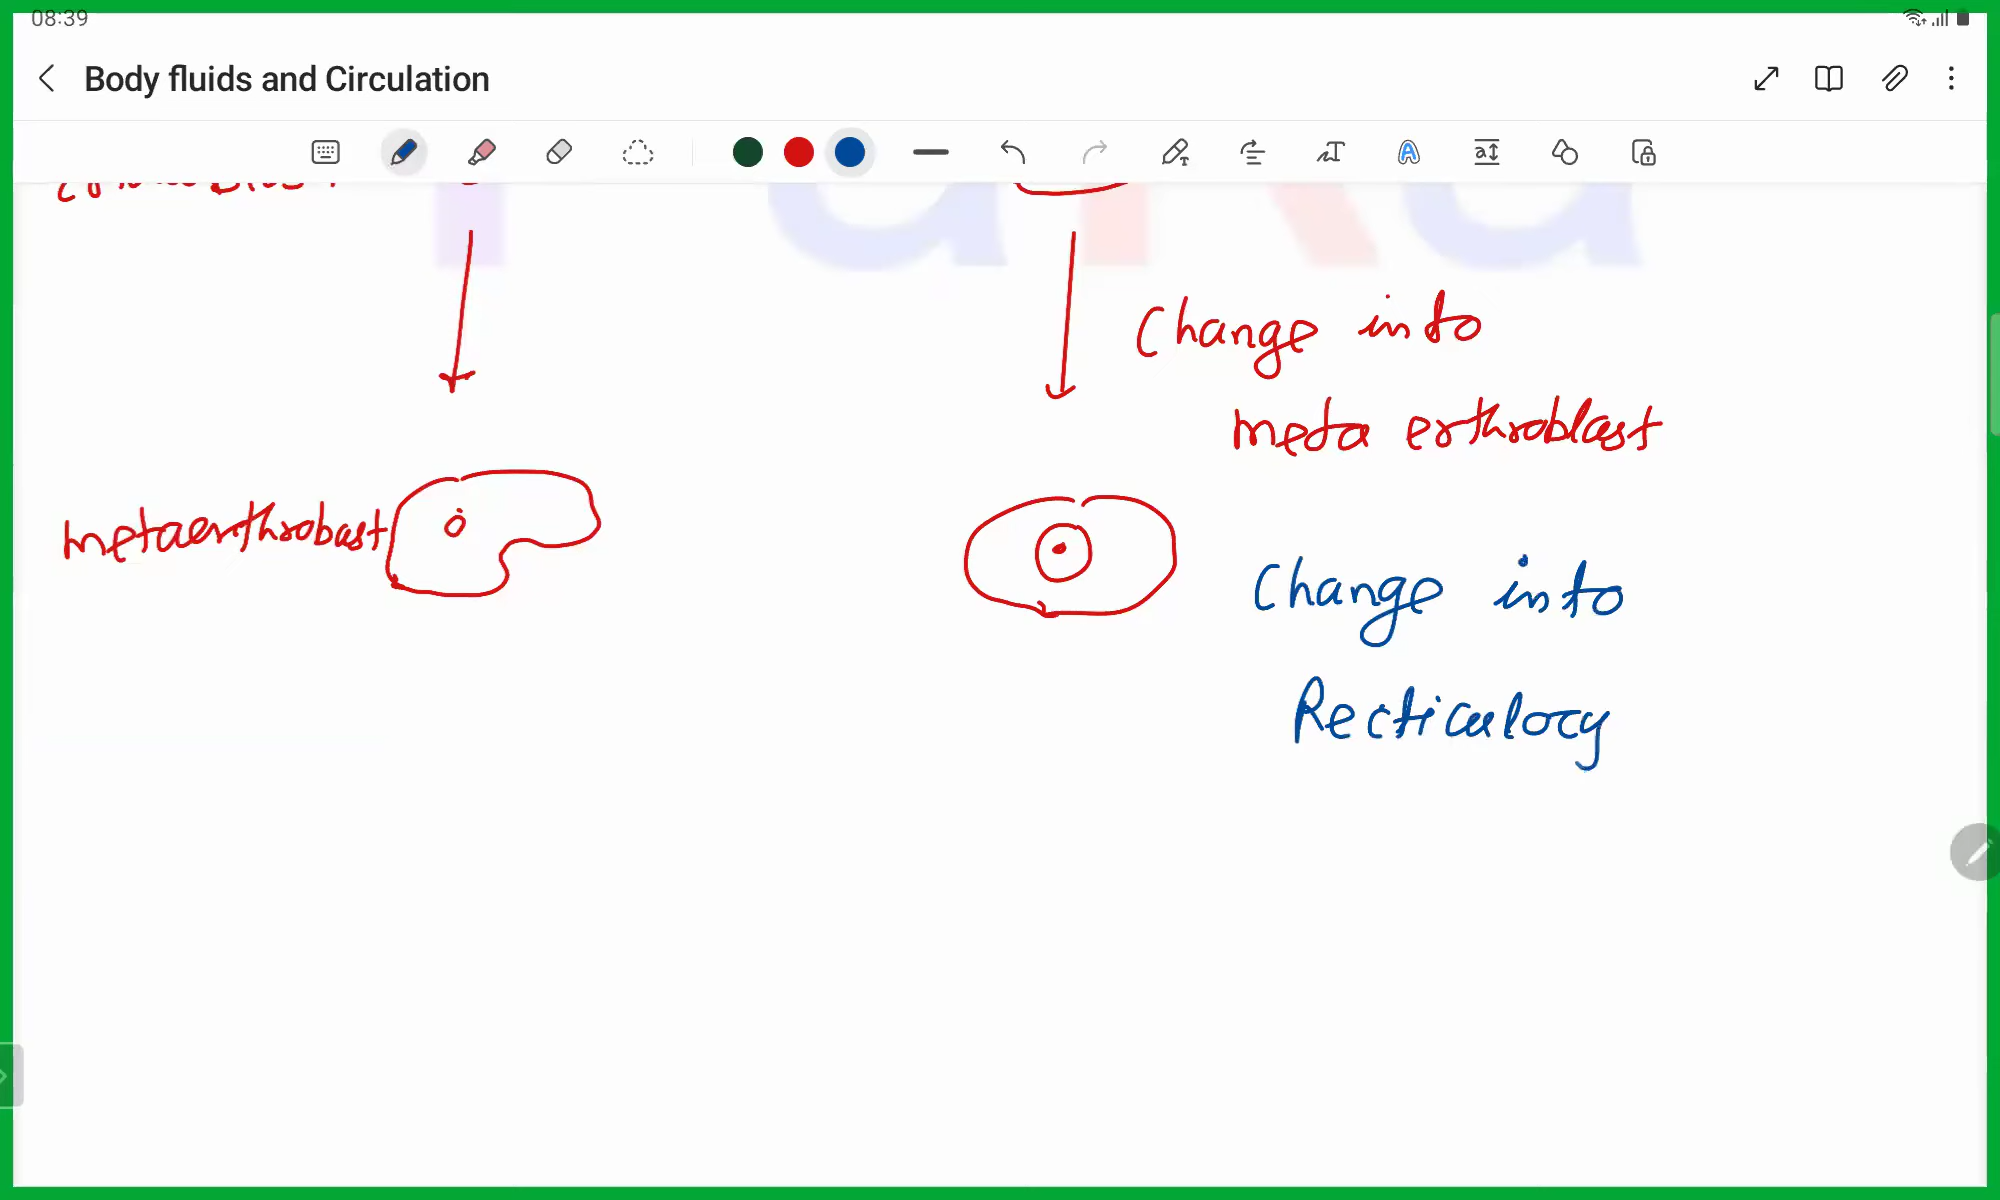 08:39
Body fluids and Circulation
Change into
meta erthroblast
metaerthrobast
Change into
Recticulocy